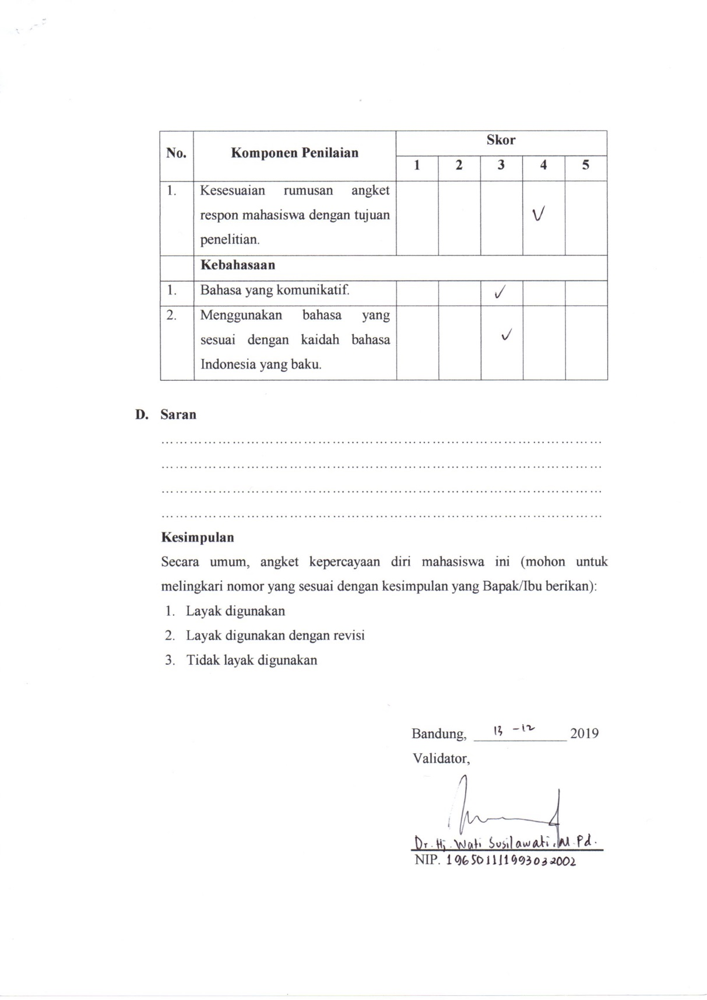 No. Komponen Penilaian Skor
1 2 3 4 5
1. Kesesuaian rumusan angket
respon mahasiswa dengan tujuan
penelitian.
Kebahasaan
1. Bahasa yang komunikatif.
2. Menggunakan bahasa yang
sesuai dengan kaidah bahasa
Indonesia yang baku.
D. Saran
Kesimpulan
Secara umum, angket kepercayaan diri mahasiswa ini (mohon untuk
melingkari nomor yang sesuai dengan kesimpulan yang Bapak/Ibu berikan):
1. Layak digunakan
2. Layak digunakan dengan revisi
3. Tidak layak digunakan
Bandung, 13 - 12 2019
Validator,
Dr. Hj. Wati Susilawati, M.Pd.
NIP. 196501111993032002